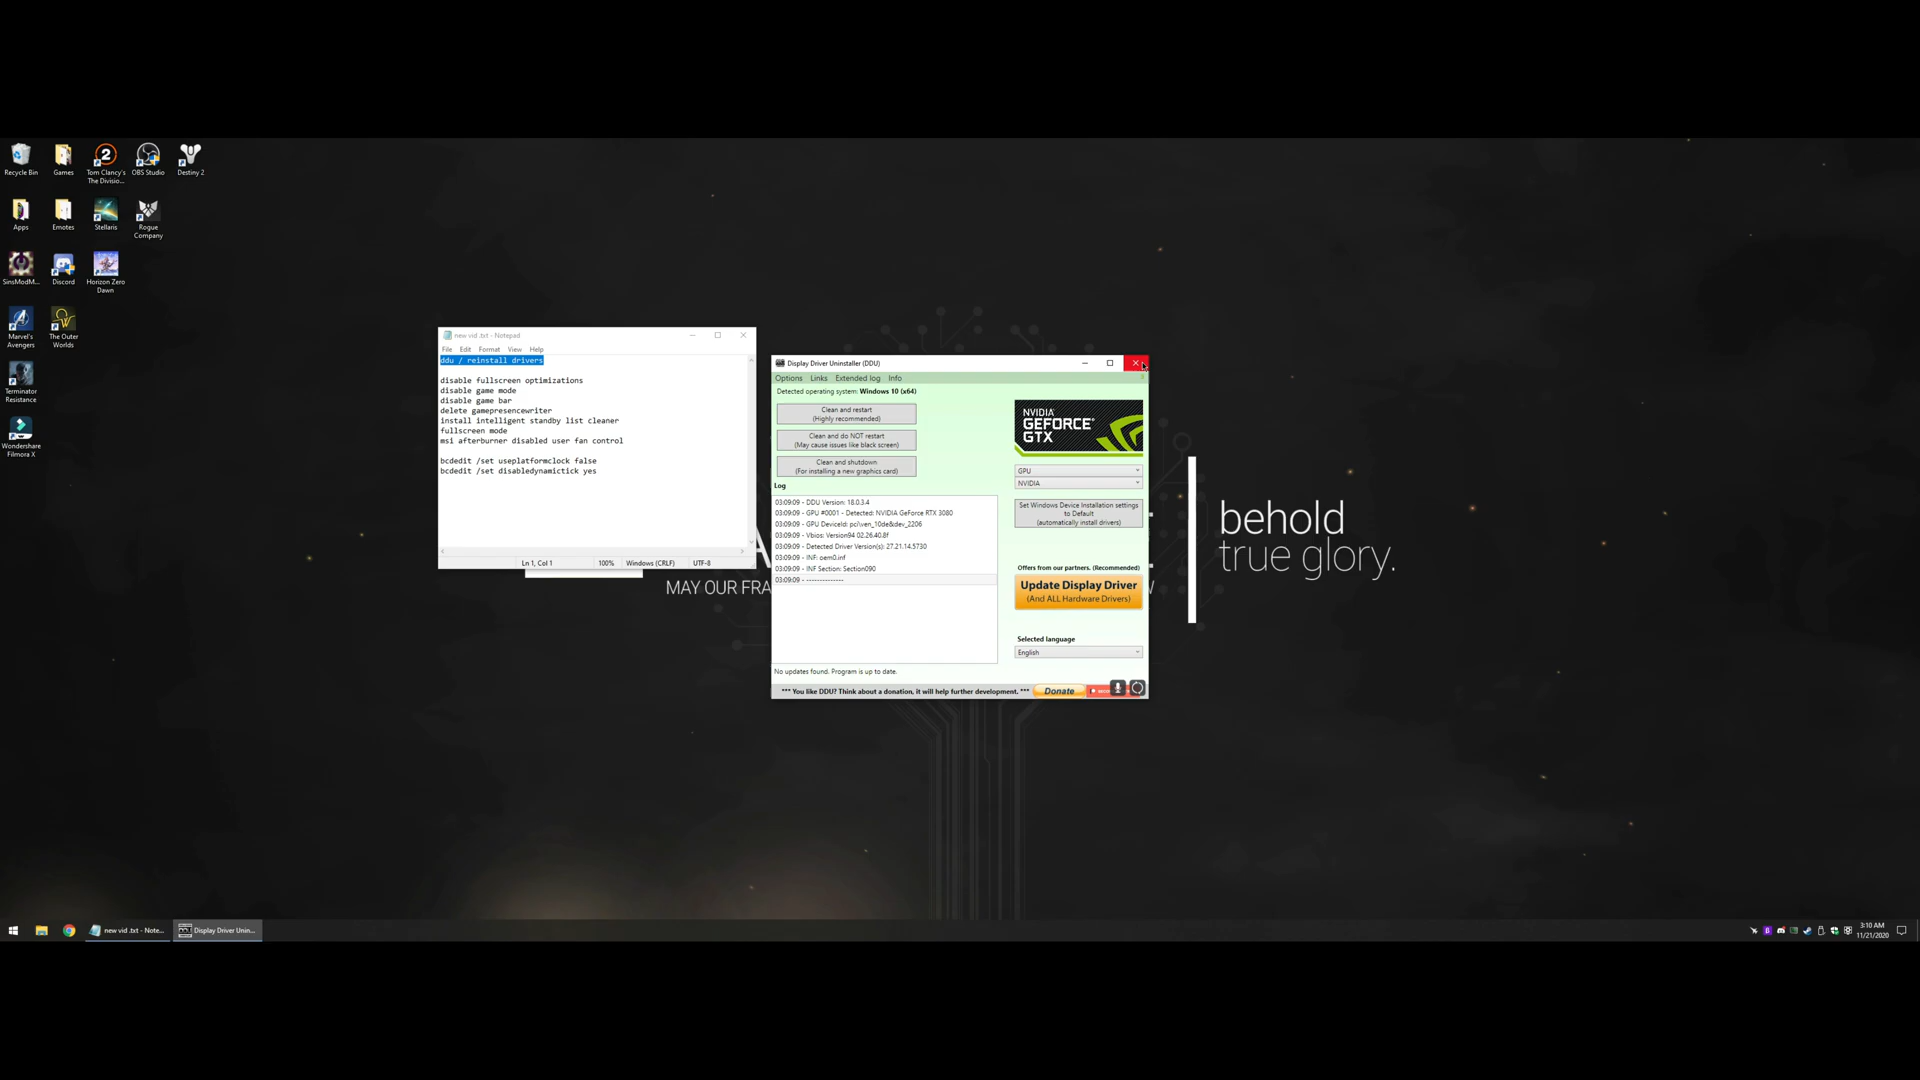 Recycle Bin
Games
Tom Clancy's
The Divisio...
OBS Studio
Destiny 2
Apps
Emotes
Stellaris
Rogue
Company
SinsModM...
Discord
Horizon Zero
Dawn
Marvel's
Avengers
The Outer
Worlds
Terminator
Resistance
Wondershare
Filmora X
new vid .txt - Notepad
File Edit Format View Help
ddu / reinstall drivers
disable fullscreen optimizations
disable game mode
disable game bar
delete gamepresencewriter
install intelligent standby list cleaner
fullscreen mode
msi afterburner disabled user fan control
bcdedit /set useplatformclock false
bcdedit /set disabledynamictick yes
Ln 1, Col 1 100% Windows (CRLF) UTF-8
MAY OUR FRA
Display Driver Uninstaller (DDU)
Options Links Extended log Info
Detected operating system: Windows 10 (x64)
Clean and restart
(Highly recommended)
Clean and do NOT restart
(May cause issues like black screen)
Clean and shutdown
(For installing a new graphics card)
Log
03:09:09 - DDU Version: 18.0.3.4
03:09:09 - GPU #0001 - Detected: NVIDIA GeForce RTX 3080
03:09:09 - GPU DeviceId: pci\ven_10de&dev_2206
03:09:09 - Vbios: Version94 02.26.40.8f
03:09:09 - Detected Driver Version(s): 27.21.14.5730
03:09:09 - INF: oem0.inf
03:09:09 - INF Section: Section090
03:09:09 - --------------
No updates found. Program is up to date.
*** You like DDU? Think about a donation, it will help further development. ***
Donate
NVIDIA
GEFORCE
GTX
GPU
NVIDIA
Set Windows Device Installation settings
to Default
(automatically install drivers)
Offers from our partners. (Recommended)
Update Display Driver
(And ALL Hardware Drivers)
Selected language
English
behold
true glory.
new vid .txt - Note...
Display Driver Unin...
3:10 AM
11/21/2020